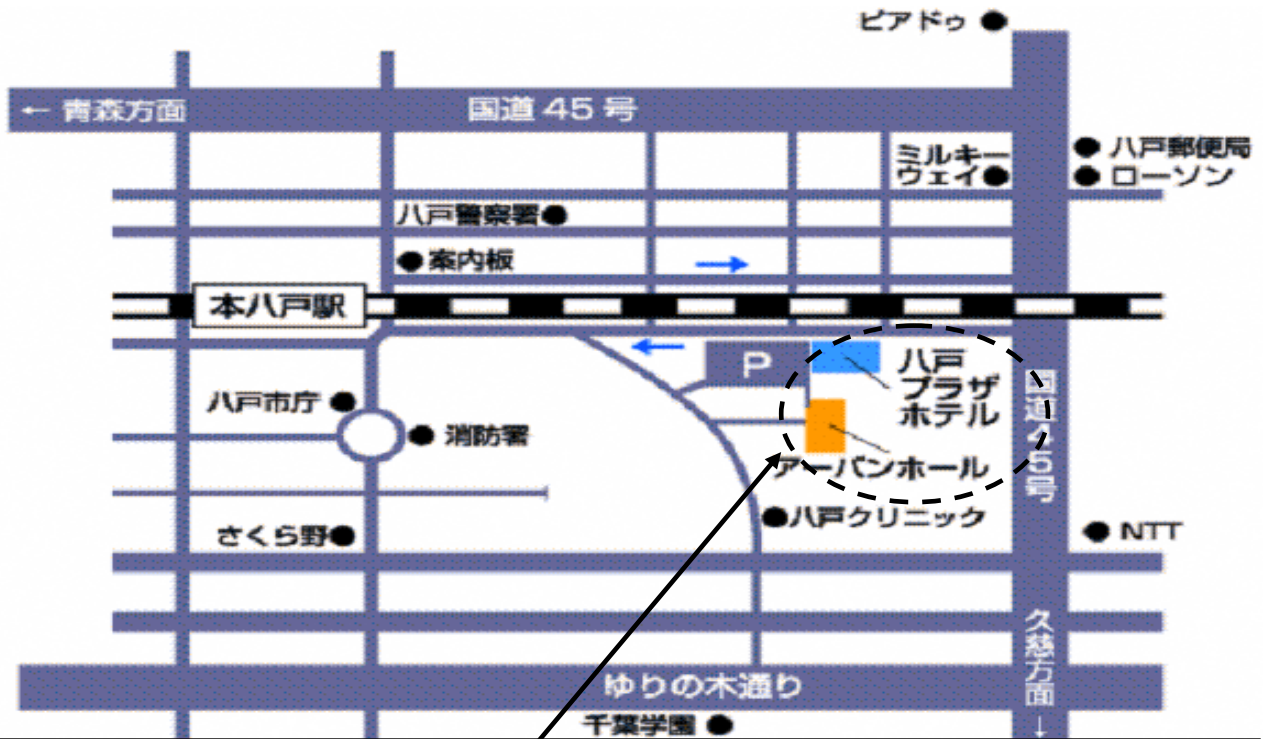 ピアドゥ
← 青森方面
国道 45 号
ミルキー
ウェイ
八戸郵便局
ローソン
八戸警察署
案内板
本八戸駅
P
八戸
プラザ
ホテル
八戸市庁
消防署
国道45号
アーバンホール
八戸クリニック
さくら野
NTT
久慈方面↓
ゆりの木通り
千葉学園